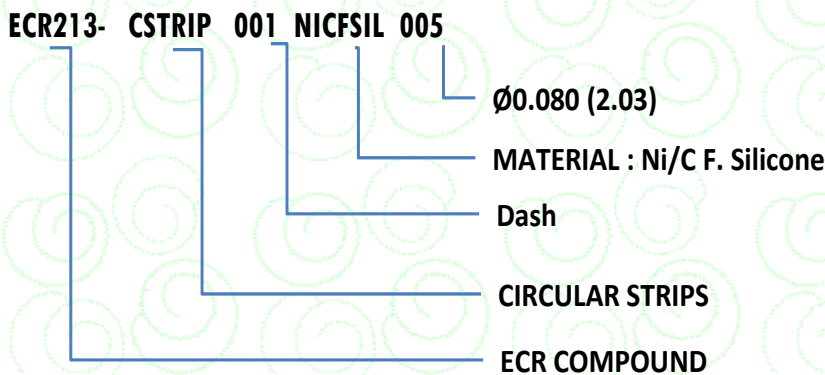 ECR213- CSTRIP 001 NICFSIL 005
Ø0.080 (2.03)
MATERIAL : Ni/C F. Silicone
Dash
CIRCULAR STRIPS
ECR COMPOUND